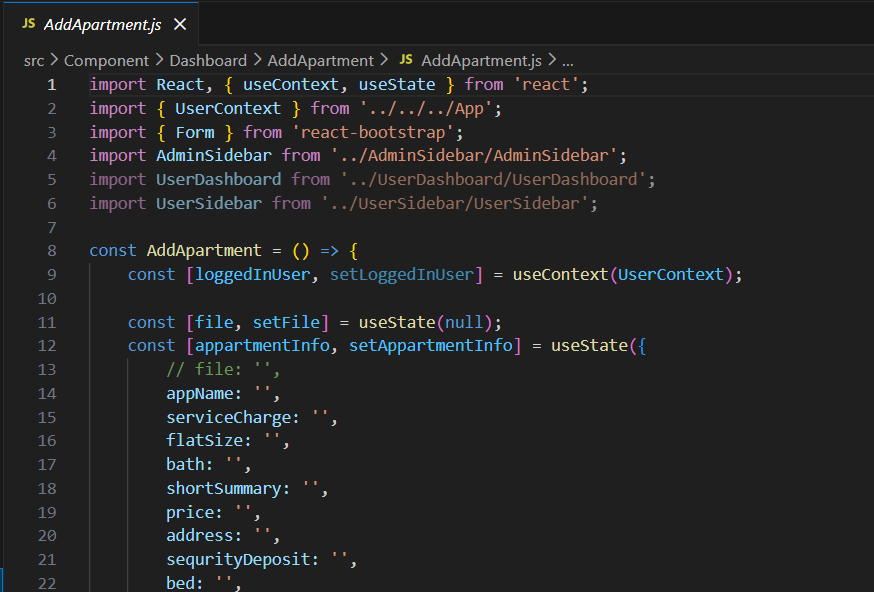 JS AddApartment.js ×
src > Component > Dashboard > AddApartment > JS AddApartment.js > ...
1 import React, { useContext, useState } from 'react';
2 import { UserContext } from '../../../App';
3 import { Form } from 'react-bootstrap';
4 import AdminSidebar from '../AdminSidebar/AdminSidebar';
5 import UserDashboard from '../UserDashboard/UserDashboard';
6 import UserSidebar from '../UserSidebar/UserSidebar';
7
8 const AddApartment = () => {
9 const [loggedInUser, setLoggedInUser] = useContext(UserContext);
10
11 const [file, setFile] = useState(null);
12 const [appartmentInfo, setAppartmentInfo] = useState({
13 // file: '',
14 appName: '',
15 serviceCharge: '',
16 flatSize: '',
17 bath: '',
18 shortSummary: '',
19 price: '',
20 address: '',
21 sequrityDeposit: '',
22 bed: '',